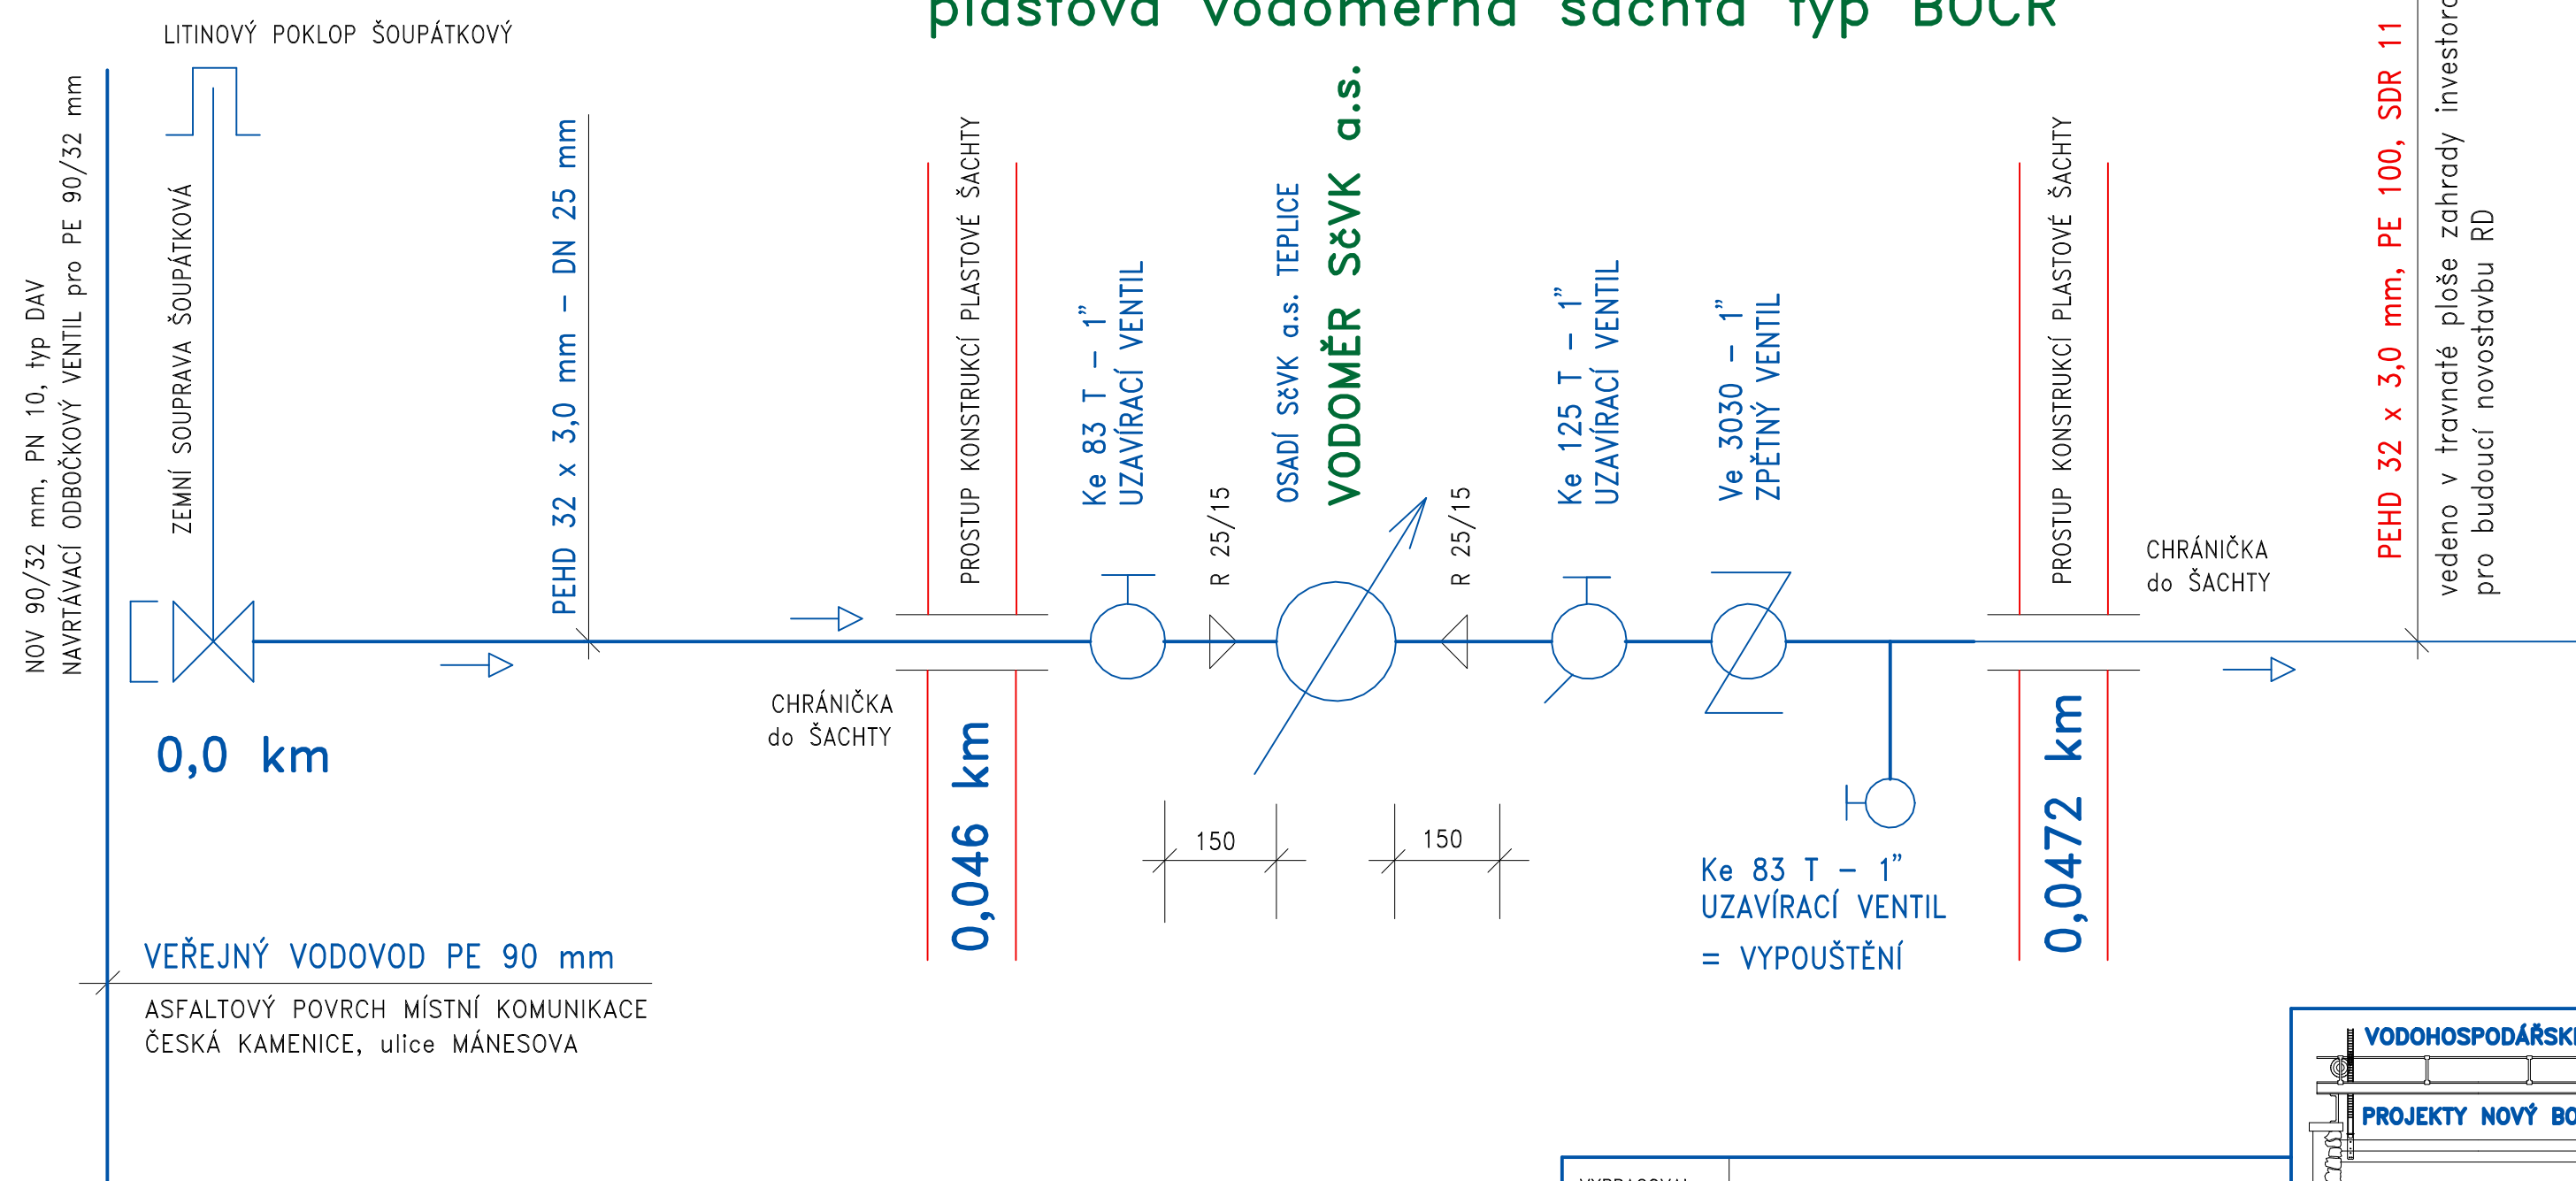 plastová vodoměrná šachta typ BOCR
LITINOVÝ POKLOP ŠOUPÁTKOVÝ
NOV 90/32 mm, PN 10, typ DAV
NAVRTÁVACÍ ODBOČKOVÝ VENTIL pro PE 90/32 mm
ZEMNÍ SOUPRAVA ŠOUPÁTKOVÁ
PEHD 32 x 3,0 mm – DN 25 mm
PROSTUP KONSTRUKCÍ PLASTOVÉ ŠACHTY
Ke 83 T – 1”
UZAVÍRACÍ VENTIL
R 25/15
OSADÍ SčVK a.s. TEPLICE
VODOMĚR SčVK a.s.
R 25/15
Ke 125 T – 1”
UZAVÍRACÍ VENTIL
Ve 3030 – 1”
ZPĚTNÝ VENTIL
PROSTUP KONSTRUKCÍ PLASTOVÉ ŠACHTY
CHRÁNIČKA
do ŠACHTY
PEHD 32 x 3,0 mm, PE 100, SDR 11
vedeno v travnaté ploše zahrady
pro budoucí novostavbu RD
0,0 km
CHRÁNIČKA
do ŠACHTY
0,046 km
150
150
Ke 83 T – 1”
UZAVÍRACÍ VENTIL
= VYPOUŠTĚNÍ
0,0472 km
VEŘEJNÝ VODOVOD PE 90 mm
ASFALTOVÝ POVRCH MÍSTNÍ KOMUNIKACE
ČESKÁ KAMENICE, ulice MÁNESOVA
PROJEKTY NOVÝ